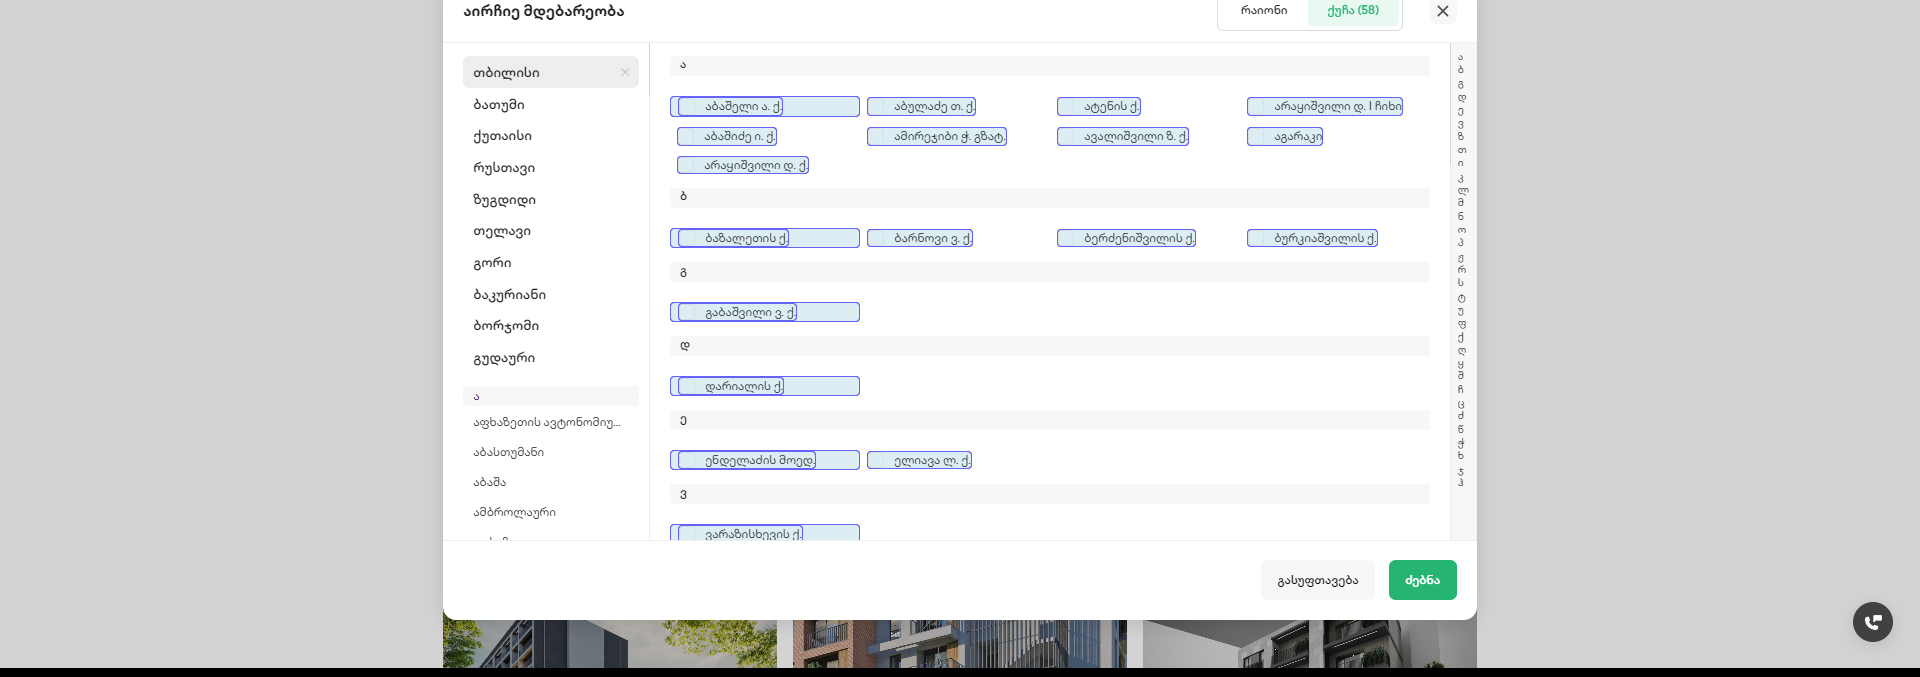 აირჩიე მდებარეობა
რაიონი
ქუჩა (58)
თბილისი
ბათუმი
ქუთაისი
რუსთავი
ზუგდიდი
თელავი
გორი
ბაკურიანი
ბორჯომი
გუდაური
ა
აფხაზეთის ავტონომიუ...
აბასთუმანი
აბაშა
ამბროლაური
ა
აბაშელი ა. ქ.
აბულაძე თ. ქ.
ატენის ქ.
არაყიშვილი დ. I ჩიხი
აბაშიძე ი. ქ.
ამირეჯიბი ჭ. გზატ.
ავალიშვილი ზ. ქ.
აგარაკი
არაყიშვილი დ. ქ.
ბ
ბაზალეთის ქ.
ბარნოვი ვ. ქ.
ბერძენიშვილის ქ.
ბურკიაშვილის ქ.
გ
გაბაშვილი ვ. ქ.
დ
დარიალის ქ.
ე
ენდელაძის მოედ.
ელიავა ლ. ქ.
ვ
ვარაზისხევის ქ.
ა
ბ
გ
დ
ე
ვ
ზ
თ
ი
კ
ლ
მ
ნ
ო
პ
ჟ
რ
ს
ტ
უ
ფ
ქ
ღ
ყ
შ
ჩ
ც
ძ
წ
ჭ
ხ
ჯ
ჰ
გასუფთავება
ძებნა